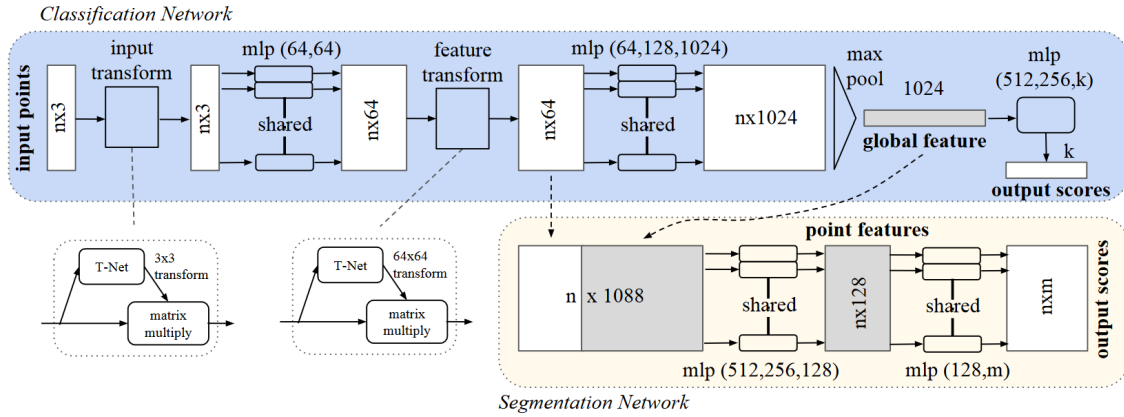 Classification Network
input points
nx3
input
transform
nx3
mlp (64,64)
shared
nx64
feature
transform
nx64
mlp (64,128,1024)
shared
nx1024
max
pool
1024
global feature
mlp
(512,256,k)
k
output scores
T-Net
3x3
transform
matrix
multiply
T-Net
64x64
transform
matrix
multiply
point features
n x 1088
shared
mlp (512,256,128)
nx128
shared
mlp (128,m)
nxm
output scores
Segmentation Network